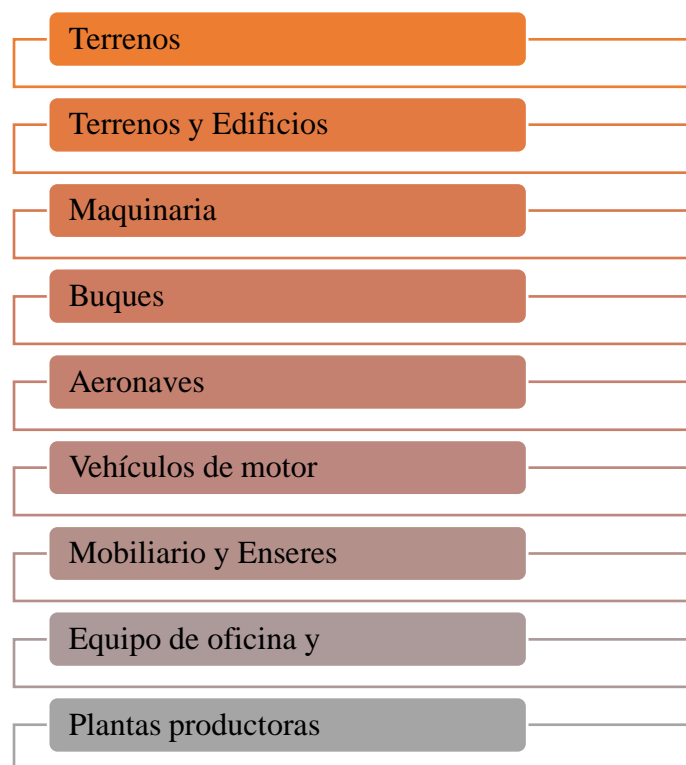 Terrenos
Terrenos y Edificios
Maquinaria
Buques
Aeronaves
Vehículos de motor
Mobiliario y Enseres
Equipo de oficina y
Plantas productoras